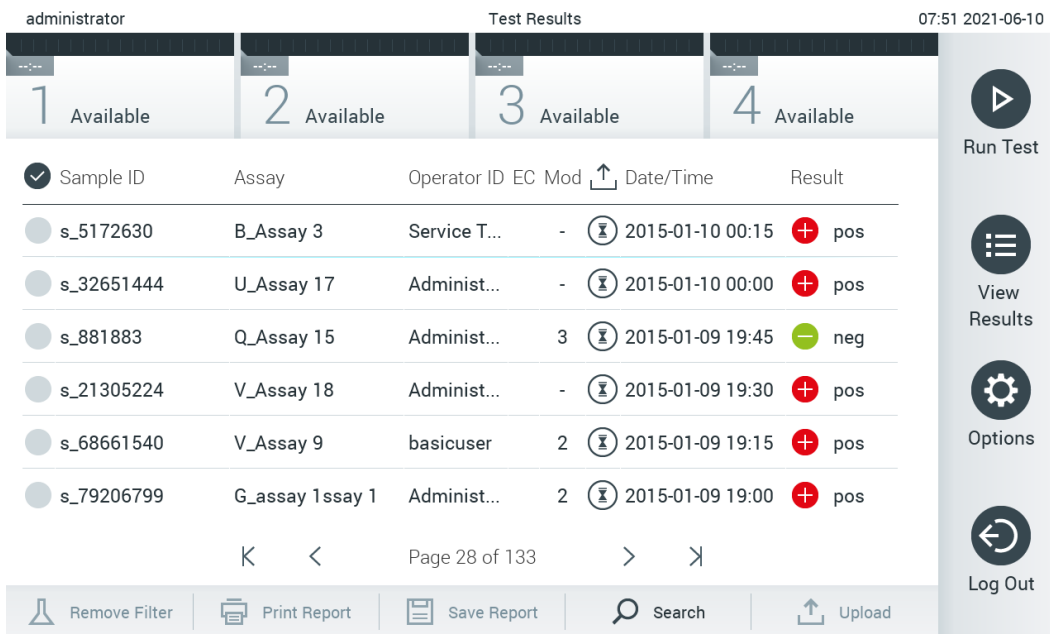 administrator Test Results 07:51 2021-06-10
--:-- --:-- --:-- --:--
1 Available 2 Available 3 Available 4 Available
Run Test
Sample ID Assay Operator ID EC Mod Date/Time Result
s_5172630 B_Assay 3 Service T... - 2015-01-10 00:15 pos
s_32651444 U_Assay 17 Administ... - 2015-01-10 00:00 pos
View
Results
s_881883 Q_Assay 15 Administ... 3 2015-01-09 19:45 neg
s_21305224 V_Assay 18 Administ... - 2015-01-09 19:30 pos
Options
s_68661540 V_Assay 9 basicuser 2 2015-01-09 19:15 pos
s_79206799 G_assay 1ssay 1 Administ... 2 2015-01-09 19:00 pos
Page 28 of 133
Log Out
Remove Filter Print Report Save Report Search Upload